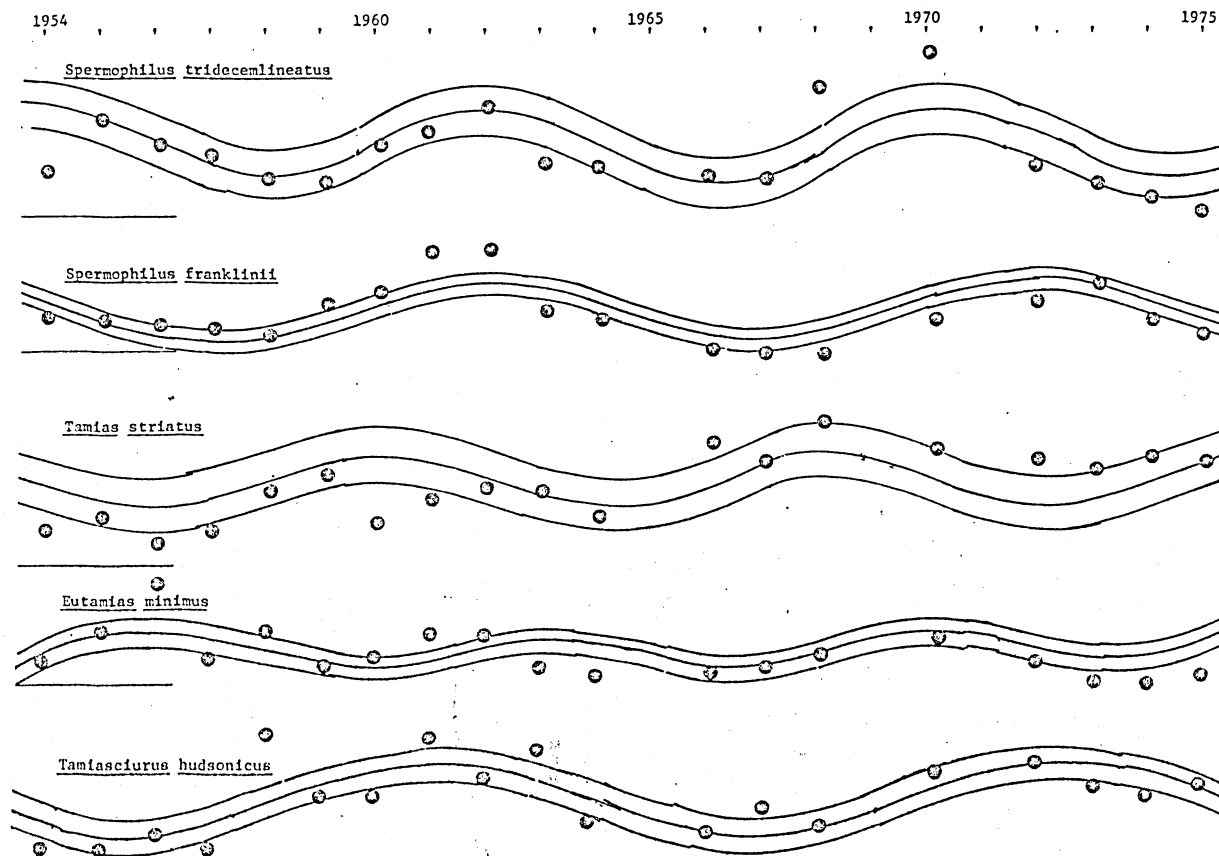 1954 1960 1965 1970 1975
Spermophilus tridecemlineatus
Spermophilus franklinii
Tamias striatus
Eutamias minimus
Tamiasciurus hudsonicus